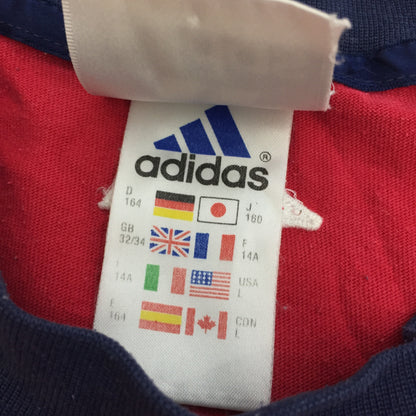 adidas®
D J
164 160
GB F
32/34 14A
I USA
14A L
E CDN
164 L